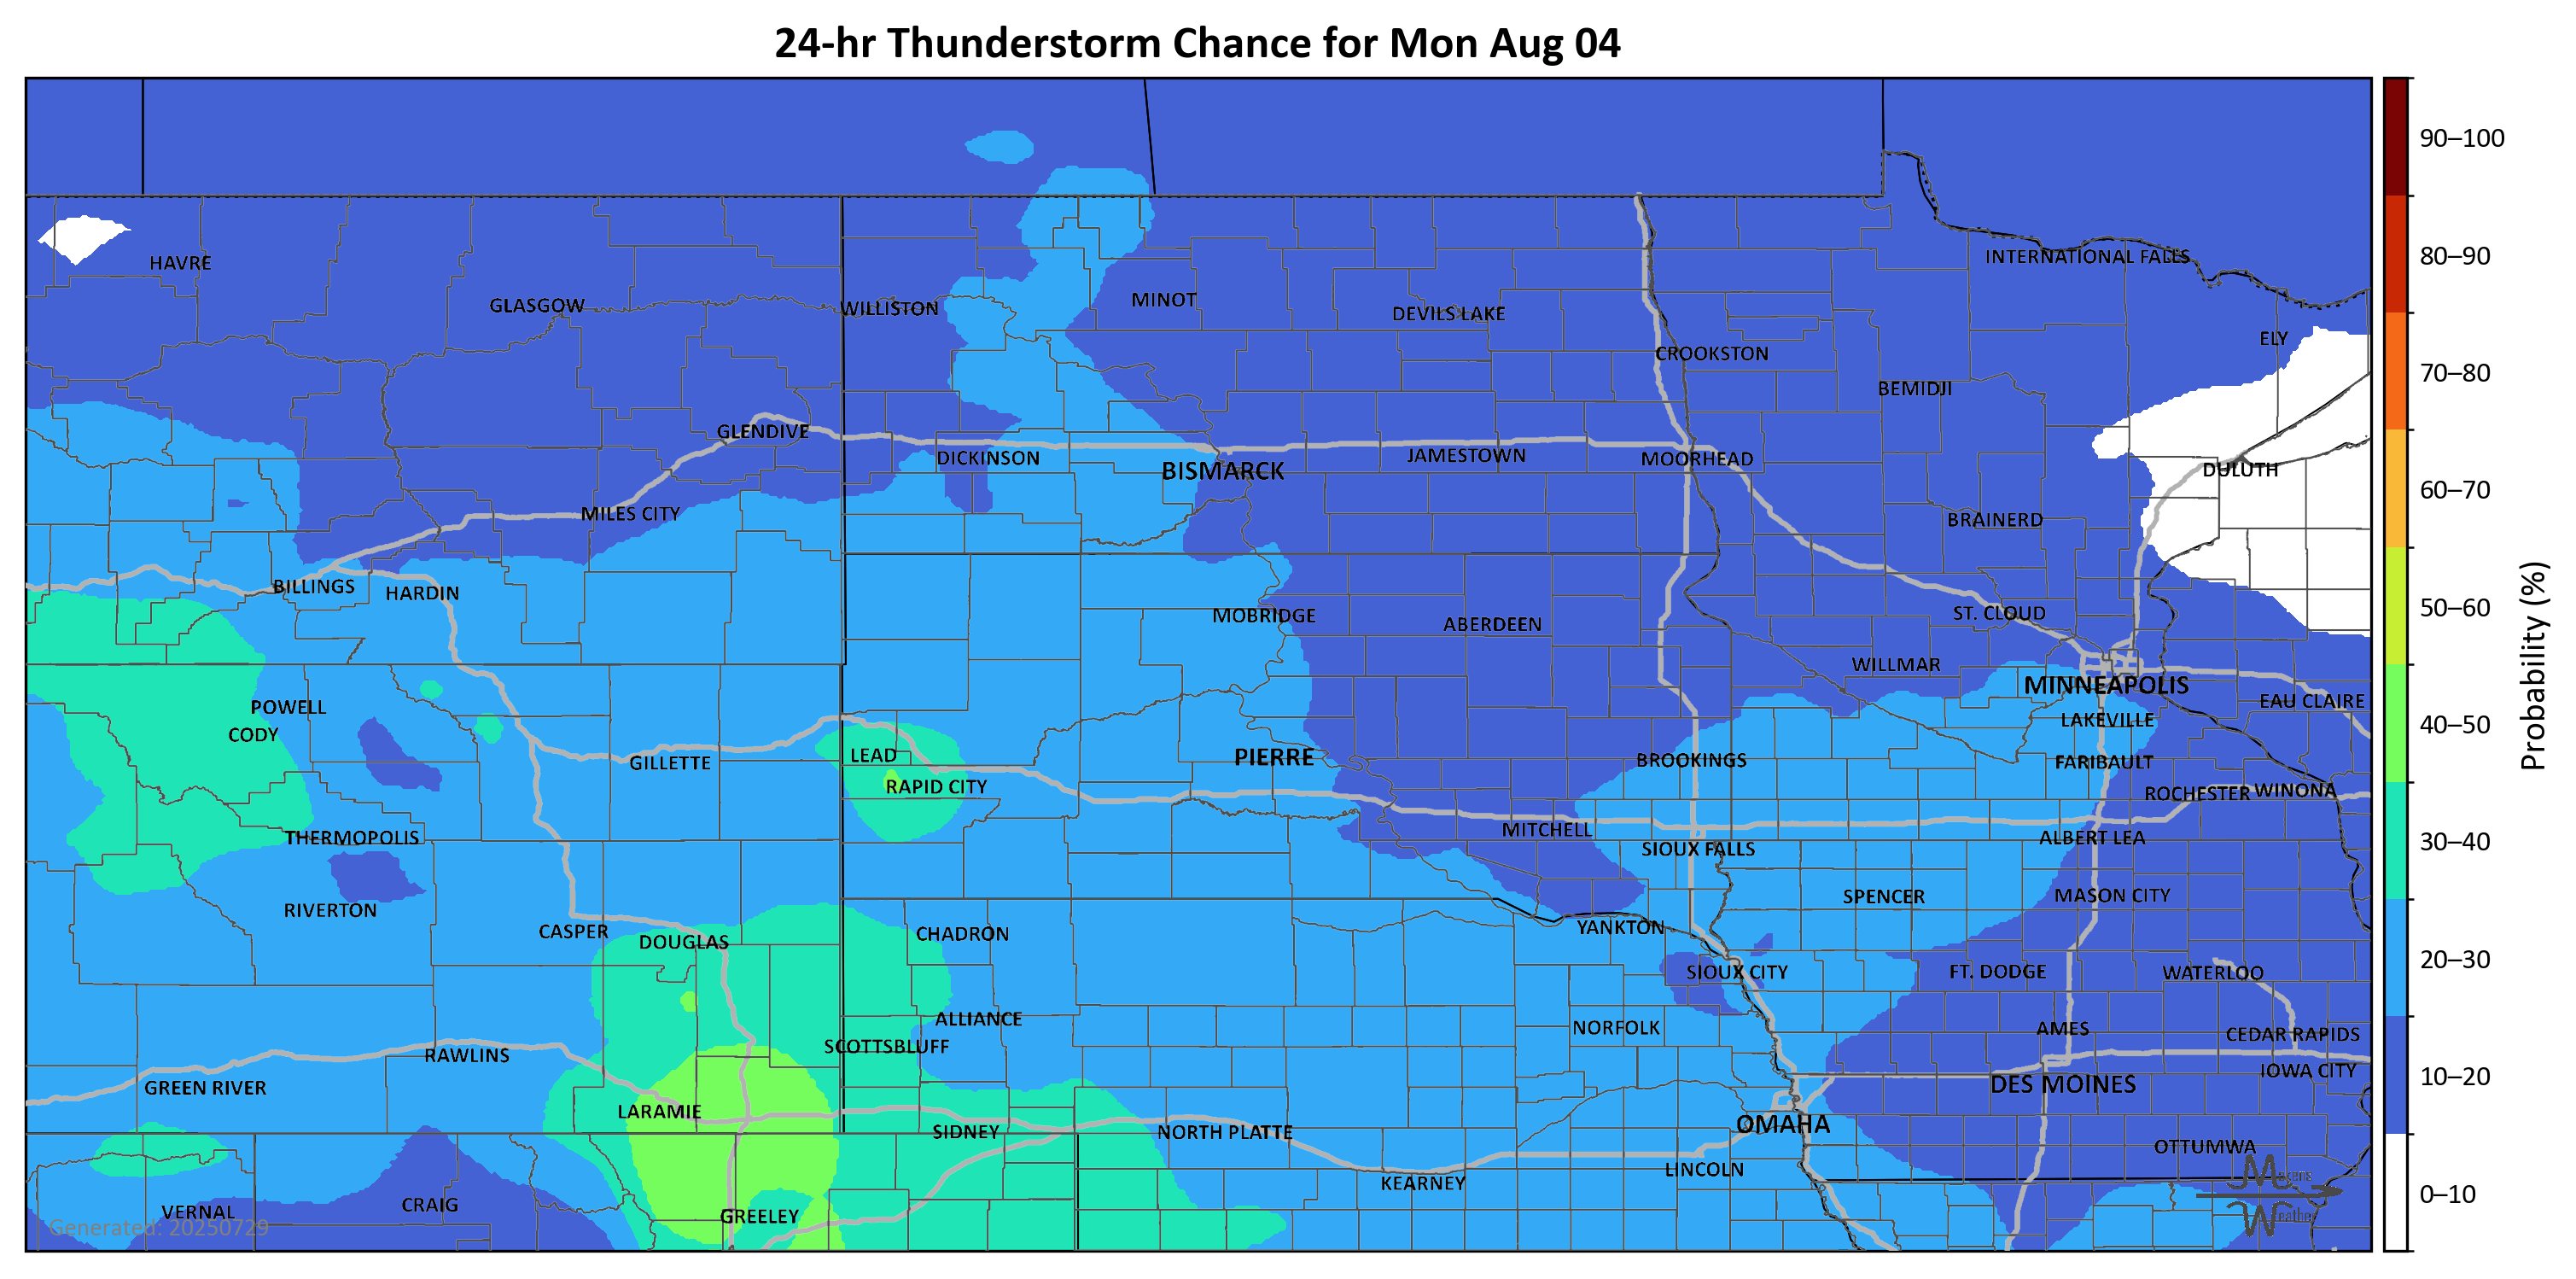 24-hr Thunderstorm Chance for Mon Aug 04
90–100
80–90
70–80
60–70
50–60
40–50
30–40
20–30
10–20
0–10
Probability (%)
HAVRE
INTERNATIONAL FALLS
GLASGOW
WILLISTON
MINOT
DEVILS LAKE
ELY
CROOKSTON
BEMIDJI
GLENDIVE
DICKINSON
BISMARCK
JAMESTOWN
MOORHEAD
DULUTH
MILES CITY
BRAINERD
BILLINGS
HARDIN
MOBRIDGE
ABERDEEN
ST. CLOUD
WILLMAR
MINNEAPOLIS
POWELL
EAU CLAIRE
CODY
LAKEVILLE
LEAD
PIERRE
GILLETTE
BROOKINGS
FARIBAULT
RAPID CITY
ROCHESTER
WINONA
THERMOPOLIS
MITCHELL
ALBERT LEA
SIOUX FALLS
RIVERTON
SPENCER
MASON CITY
CASPER
DOUGLAS
CHADRON
YANKTON
SIOUX CITY
FT. DODGE
WATERLOO
ALLIANCE
NORFOLK
AMES
CEDAR RAPIDS
SCOTTSBLUFF
RAWLINS
GREEN RIVER
DES MOINES
IOWA CITY
LARAMIE
SIDNEY
NORTH PLATTE
OMAHA
OTTUMWA
LINCOLN
KEARNEY
VERNAL
CRAIG
GREELEY
Generated: 20250729
Makens
Weather